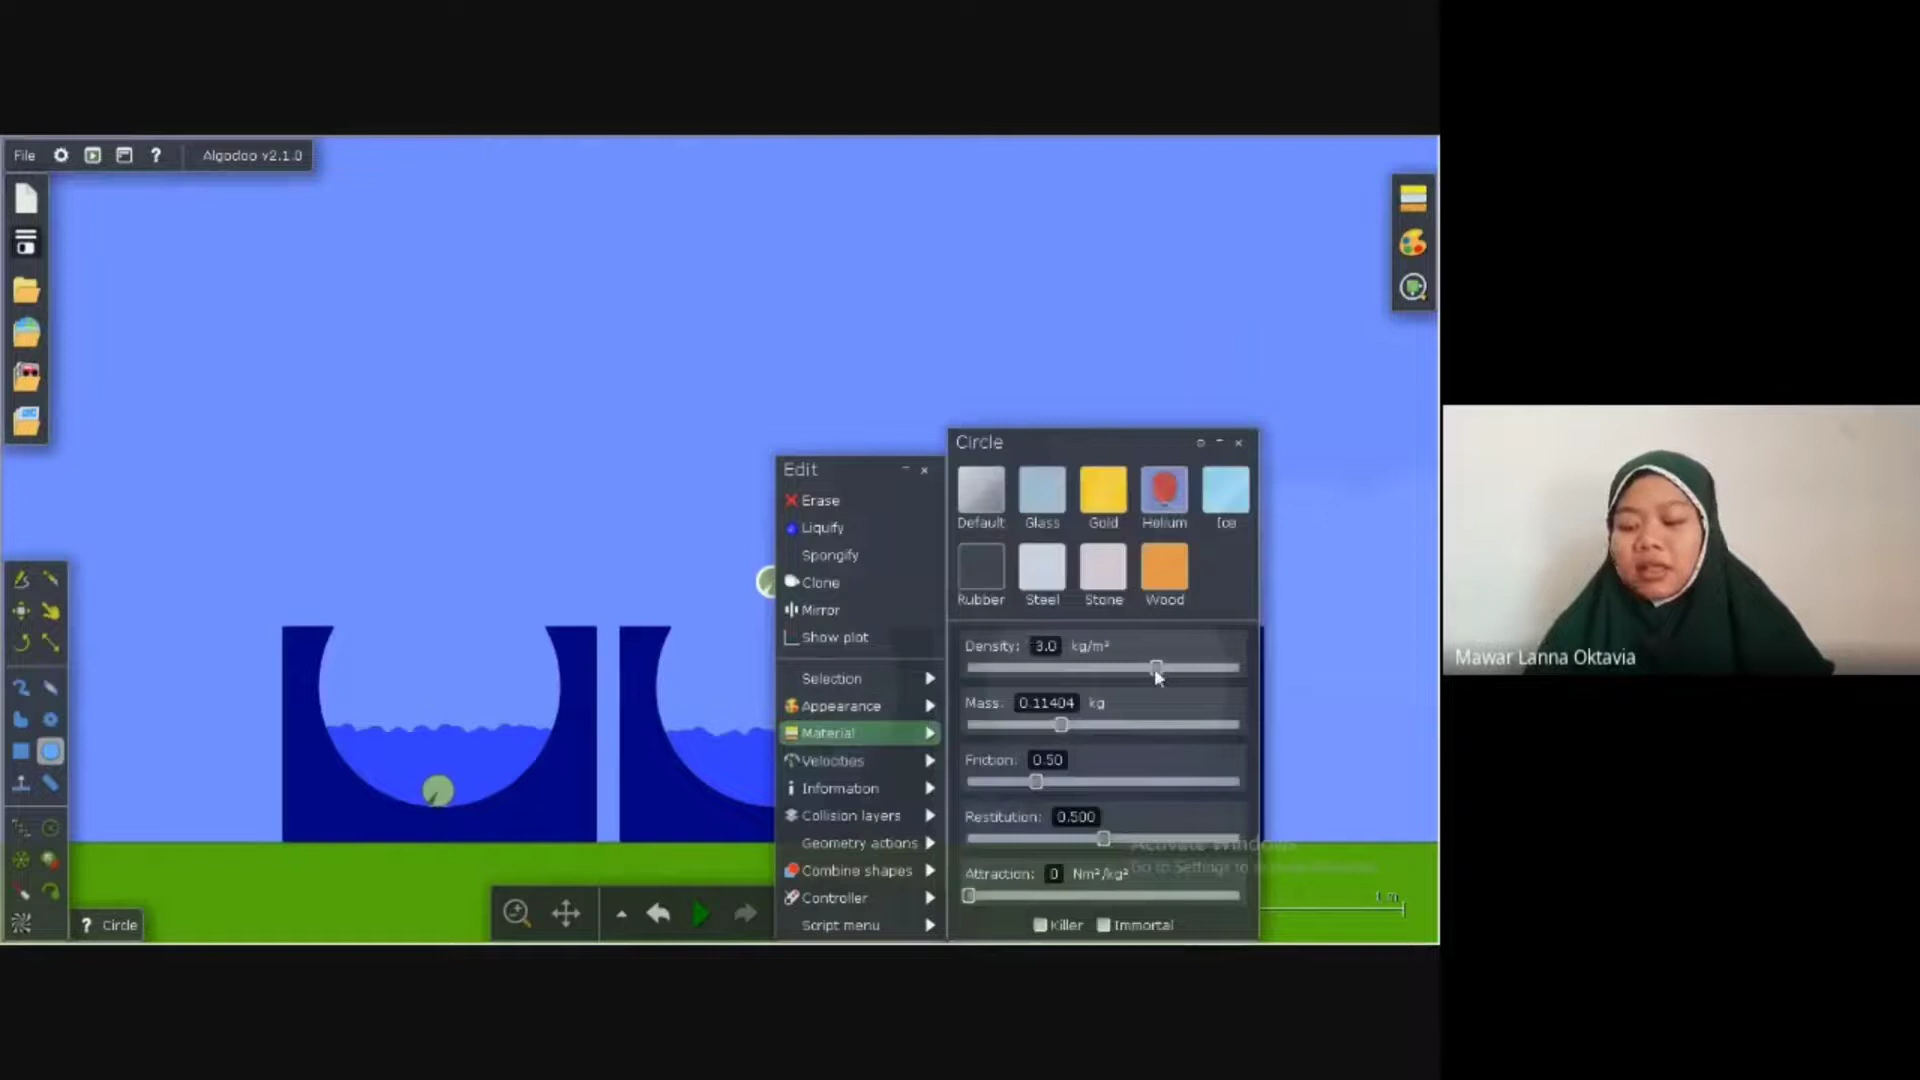 File
?
Algodoo v2.1.0
Edit
Erase
Liquify
Spongify
Clone
Mirror
Show plot
Selection
Appearance
Material
Velocities
Information
Collision layers
Geometry actions
Combine shapes
Controller
Script menu
Circle
Default Glass Gold Helium Ice
Rubber Steel Stone Wood
Density: 3.0 kg/m²
Mass: 0.11404 kg
Friction: 0.50
Restitution: 0.500
Activate Windows
Attraction: 0 Nm²/kg²
Killer Immortal
? Circle
1 m
Mawar Lanna Oktavia